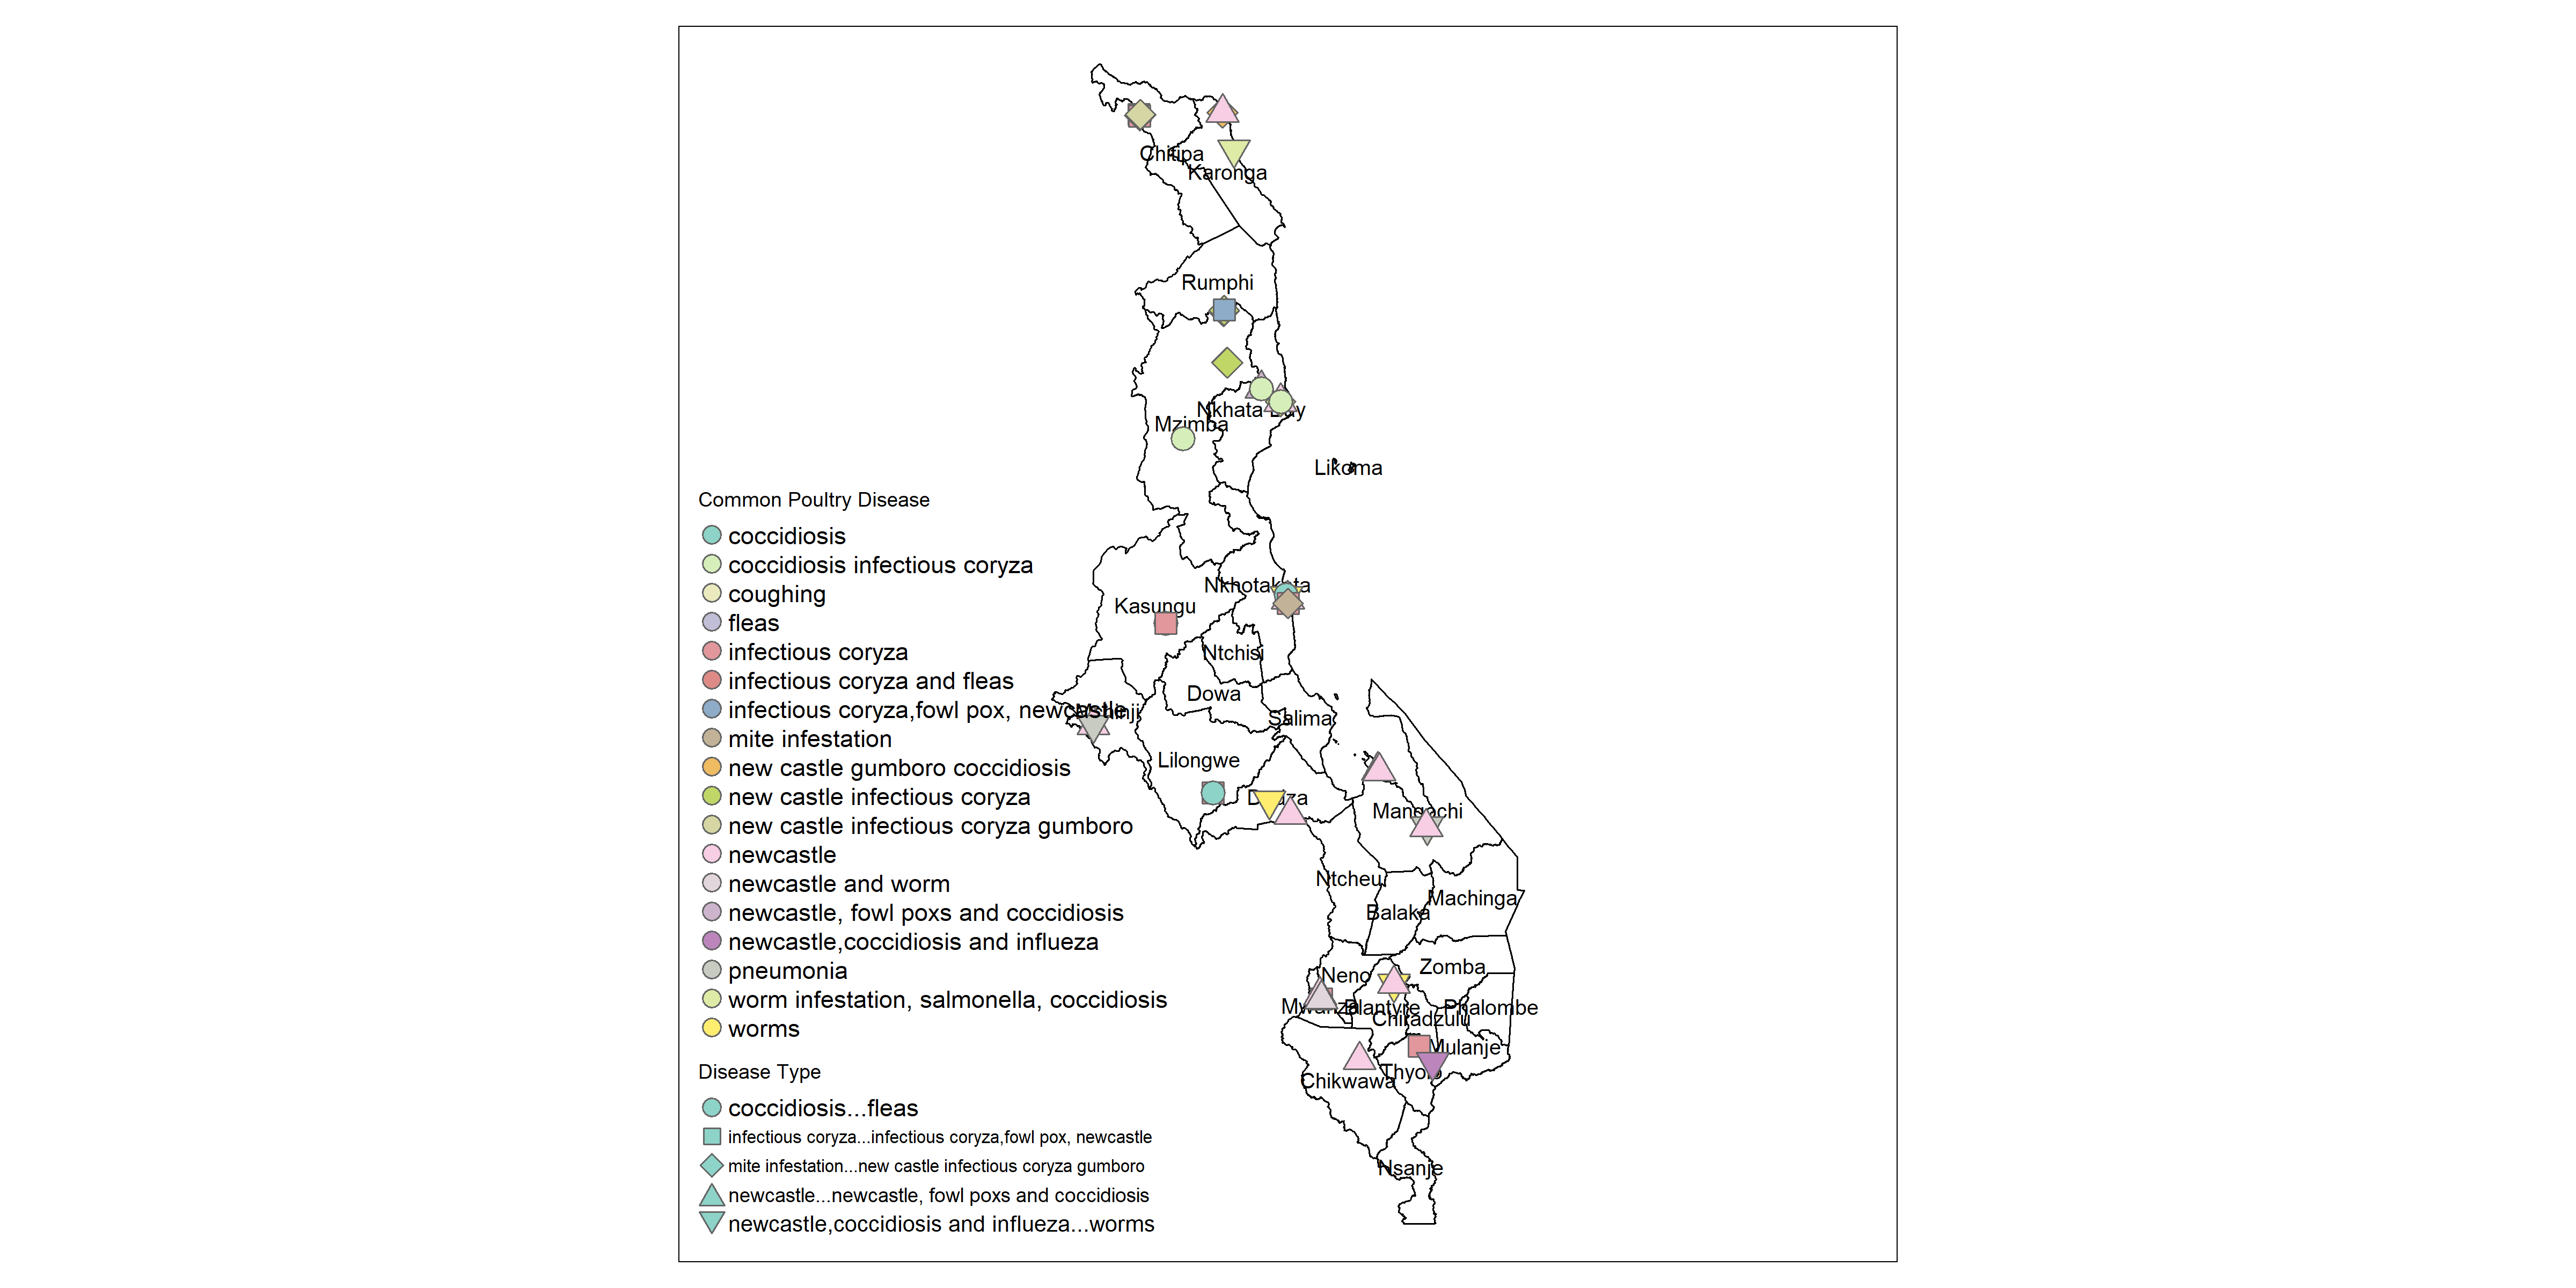 Chitipa
Karonga
Rumphi
Nkhata Bay
Mzimba
Likoma
Common Poultry Disease
coccidiosis
coccidiosis infectious coryza
coughing
fleas
infectious coryza
infectious coryza and fleas
infectious coryza,fowl pox, newcastle
mite infestation
new castle gumboro coccidiosis
new castle infectious coryza
new castle infectious coryza gumboro
newcastle
newcastle and worm
newcastle, fowl poxs and coccidiosis
newcastle,coccidiosis and influeza
pneumonia
worm infestation, salmonella, coccidiosis
worms
Disease Type
coccidiosis...fleas
infectious coryza...infectious coryza,fowl pox, newcastle
mite infestation...new castle infectious coryza gumboro
newcastle...newcastle, fowl poxs and coccidiosis
newcastle,coccidiosis and influeza...worms
Nkhotakota
Kasungu
Ntchisi
Dowa
Mchinji
Salima
Lilongwe
Dedza
Mangochi
Ntcheu
Machinga
Balaka
Zomba
Neno
Mwanza
Blantyre
Phalombe
Chiradzulu
Mulanje
Thyolo
Chikwawa
Nsanje